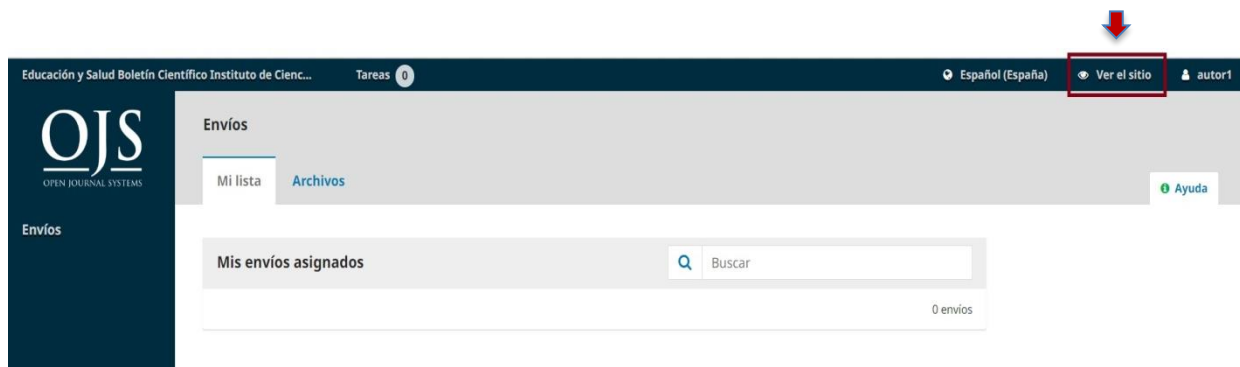 Educación y Salud Boletín Científico Instituto de Cienc... Tareas 0 Español (España) Ver el sitio autor1
OJS
OPEN JOURNAL SYSTEMS
Envíos
Envíos
Mi lista Archivos
Ayuda
Mis envíos asignados Buscar
0 envíos